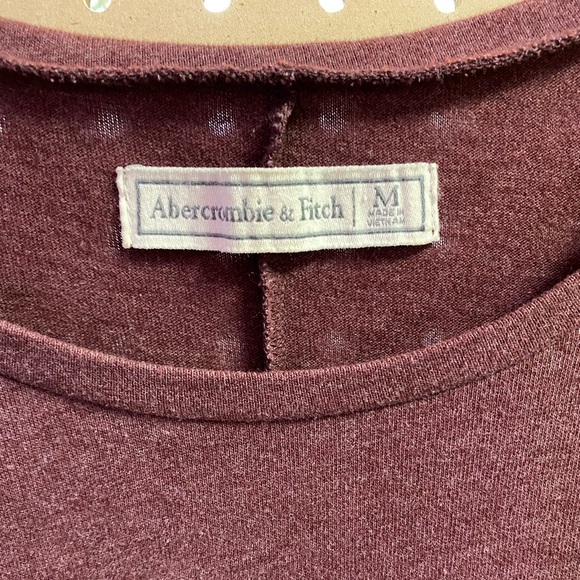 Abercrombie & Fitch | M
MADE IN
VIETNAM